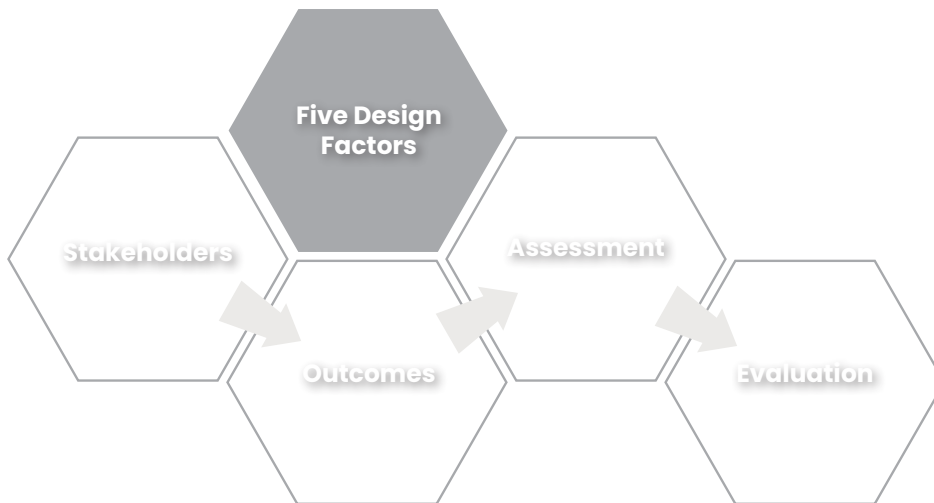 Five Design
Factors
Stakeholders
Outcomes
Assessment
Evaluation